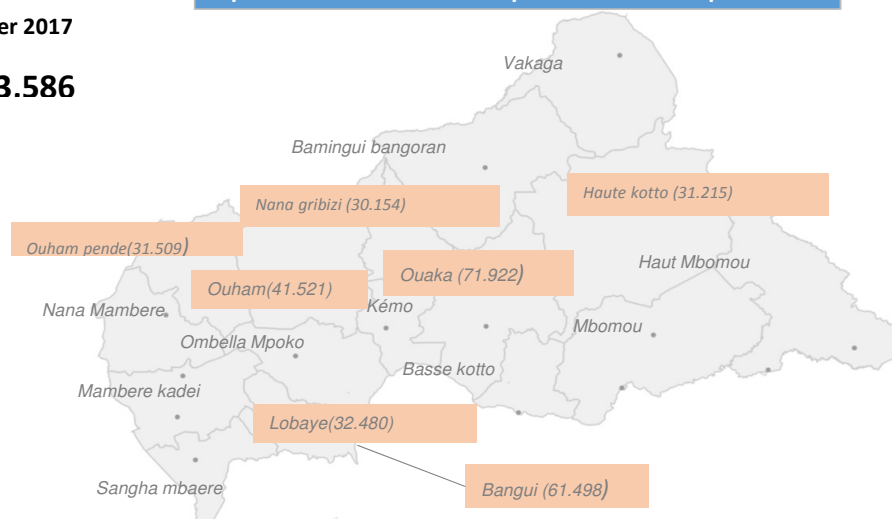 er 2017
3.586
Vakaga
Bamingui bangoran
Haute kotto (31.215)
Nana gribizi (30.154)
Ouham pende(31.509)
Haut Mbomou
Ouaka (71.922)
Ouham(41.521)
Nana Mambere
Kémo
Mbomou
Ombella Mpoko
Basse kotto
Mambere kadei
Lobaye(32.480)
Sangha mbaere
Bangui (61.498)